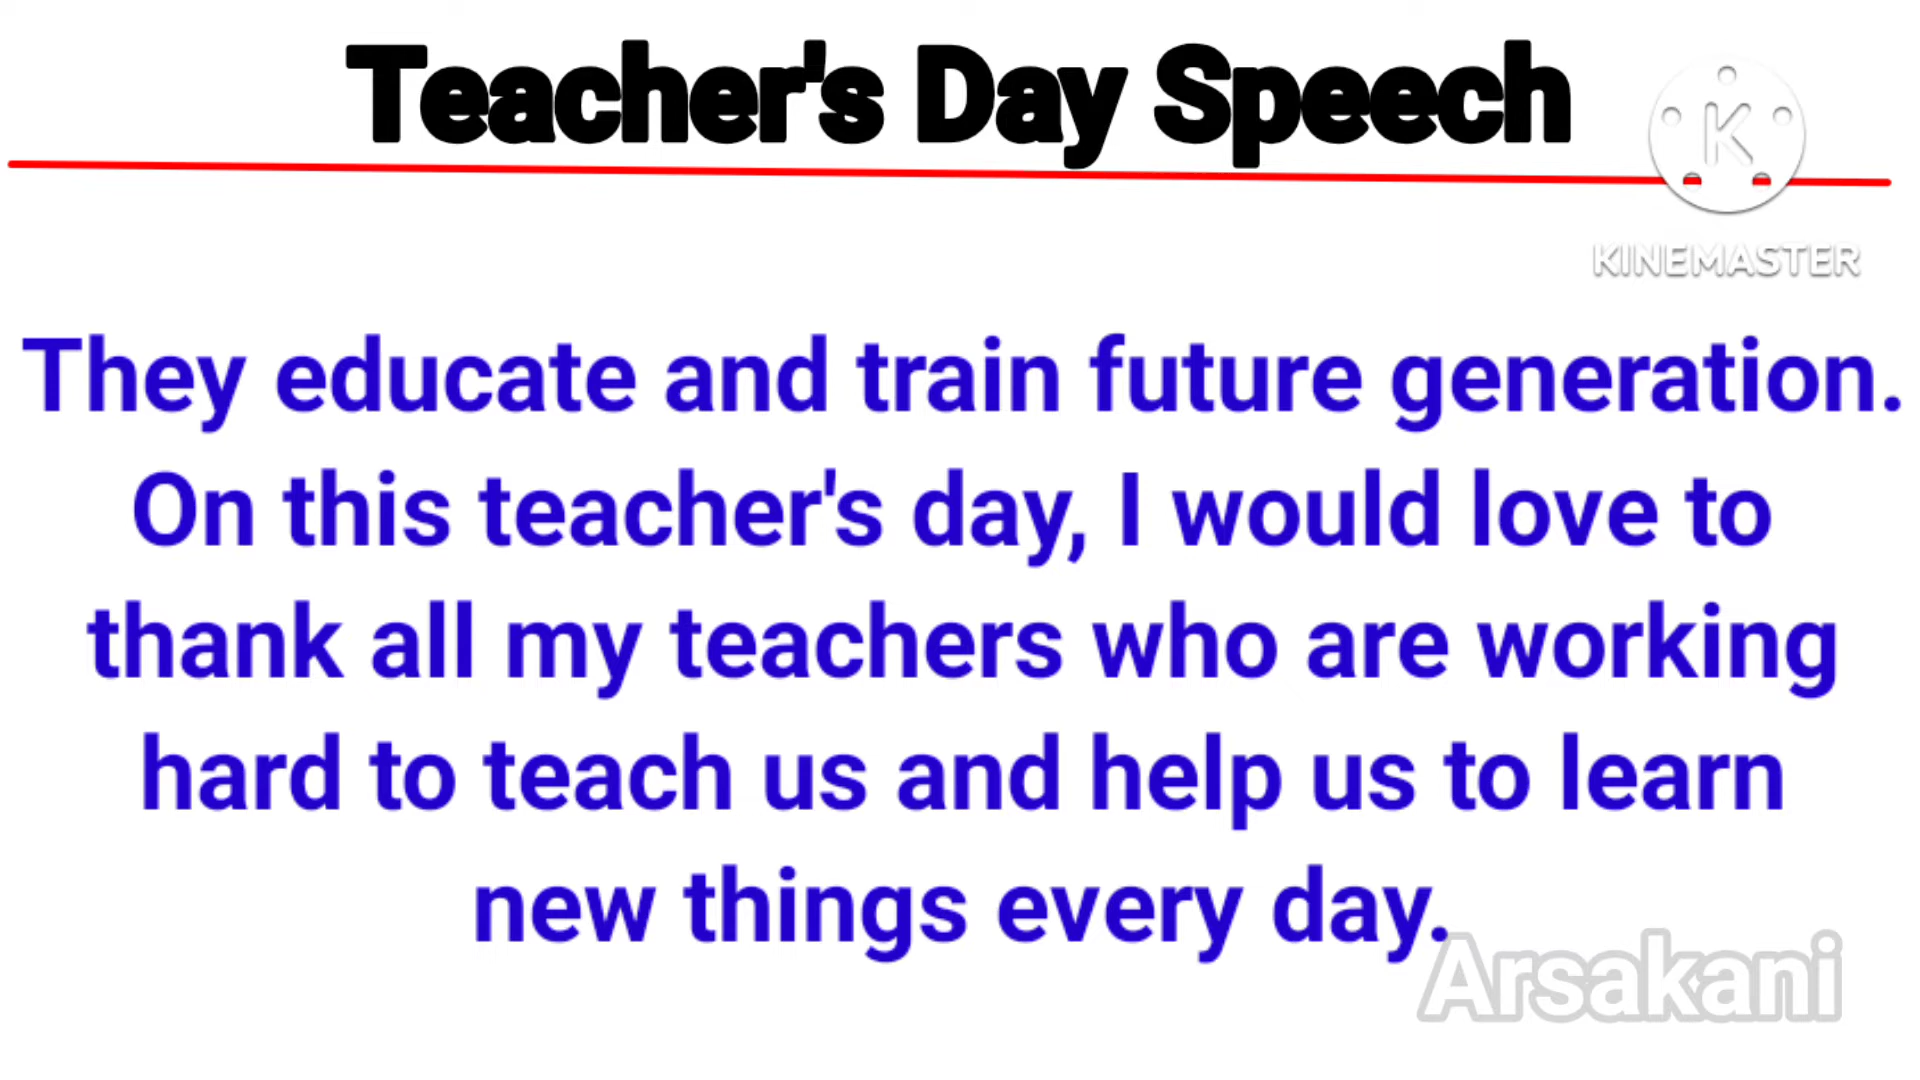 Teacher's Day Speech
K
KINEMASTER
They educate and train future generation.
On this teacher's day, I would love to
thank all my teachers who are working
hard to teach us and help us to learn
new things every day.
Arsakani